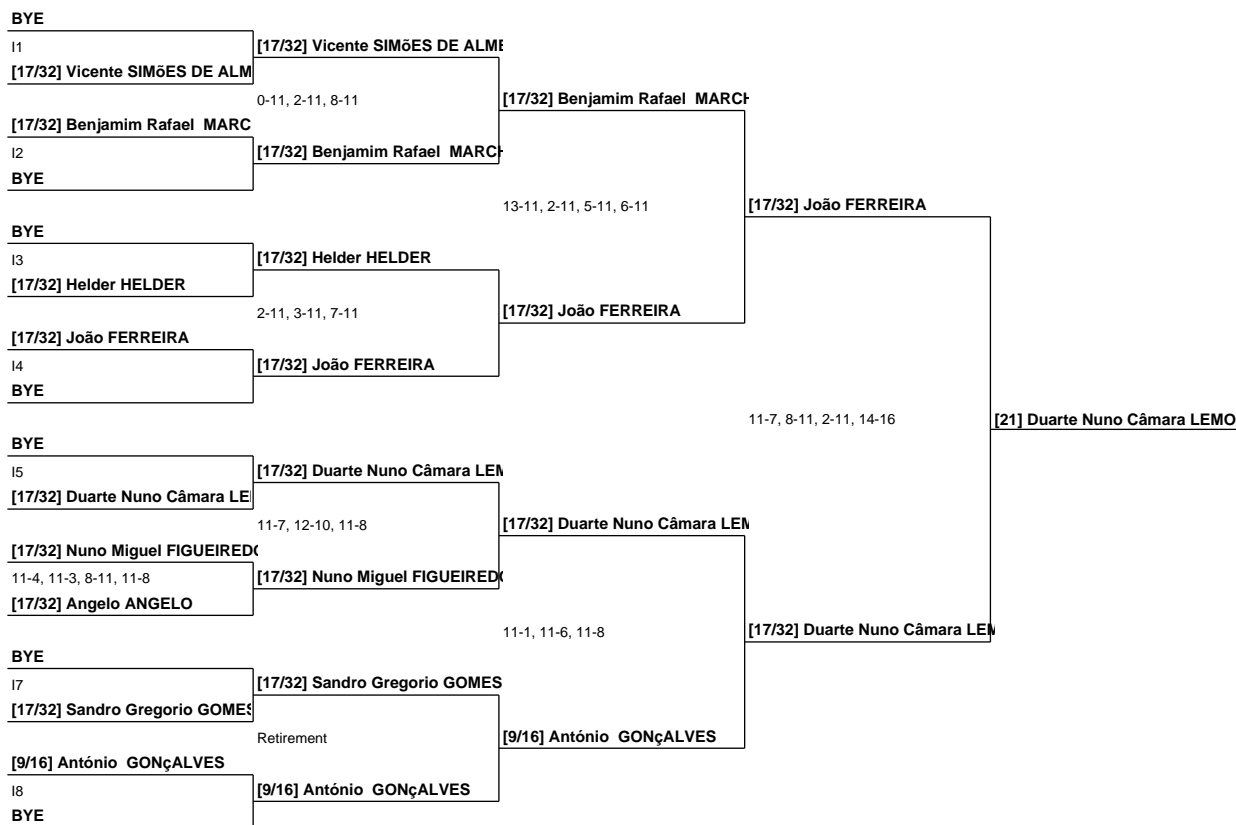 BYE
I1
[17/32] Vicente SIMõES DE ALM
[17/32] Benjamim Rafael MARC
I2
BYE
BYE
I3
[17/32] Helder HELDER
[17/32] João FERREIRA
I4
BYE
BYE
I5
[17/32] Duarte Nuno Câmara LE
[17/32] Nuno Miguel FIGUEIREDO
11-4, 11-3, 8-11, 11-8
[17/32] Angelo ANGELO
BYE
I7
[17/32] Sandro Gregorio GOMES
[9/16] António GONçALVES
I8
BYE
[17/32] Vicente SIMõES DE ALME
0-11, 2-11, 8-11
[17/32] Benjamim Rafael MARCH
[17/32] Helder HELDER
2-11, 3-11, 7-11
[17/32] João FERREIRA
[17/32] Duarte Nuno Câmara LEM
11-7, 12-10, 11-8
[17/32] Nuno Miguel FIGUEIREDO
[17/32] Sandro Gregorio GOMES
Retirement
[9/16] António GONçALVES
[17/32] Benjamim Rafael MARCH
13-11, 2-11, 5-11, 6-11
[17/32] João FERREIRA
[17/32] Duarte Nuno Câmara LEM
11-1, 11-6, 11-8
[9/16] António GONçALVES
[17/32] João FERREIRA
11-7, 8-11, 2-11, 14-16
[17/32] Duarte Nuno Câmara LEM
[21] Duarte Nuno Câmara LEMO